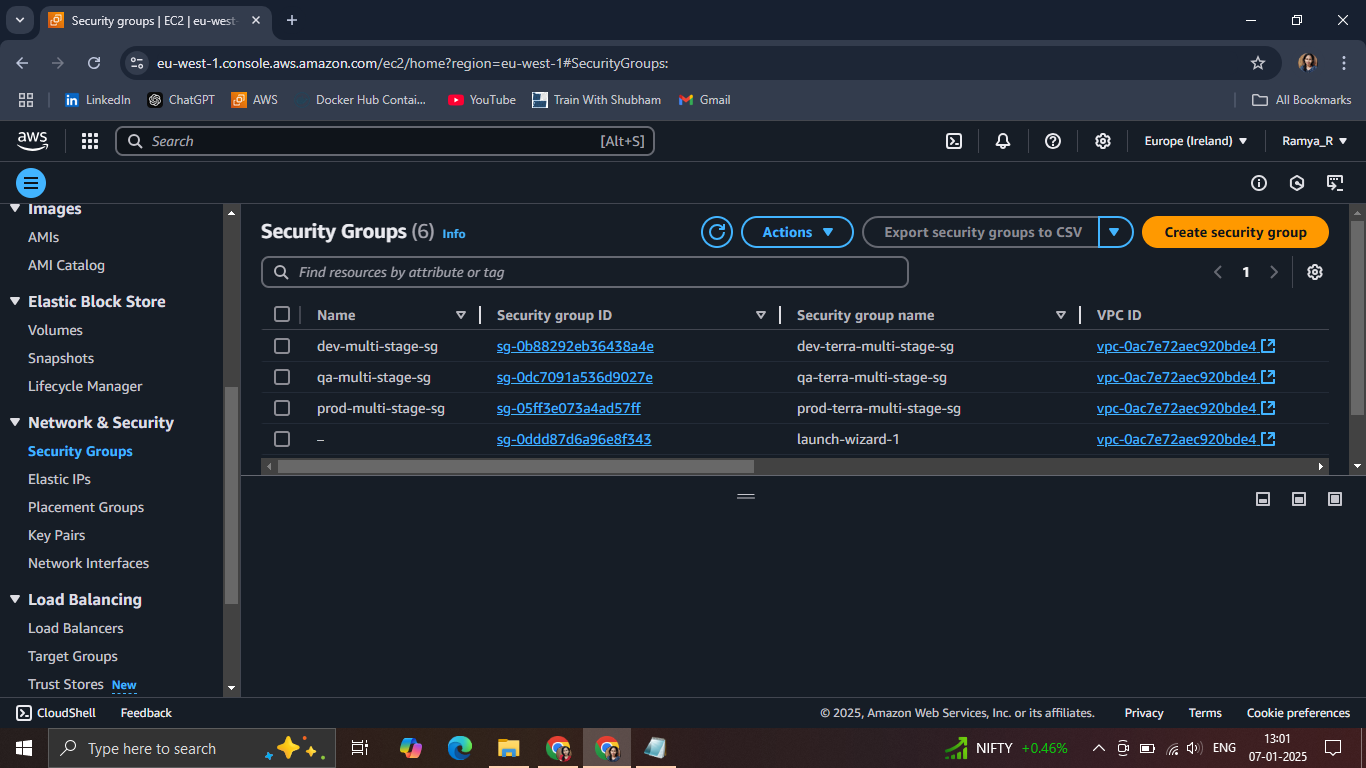 Security groups | EC2 | eu-west-
eu-west-1.console.aws.amazon.com/ec2/home?region=eu-west-1#SecurityGroups:
LinkedIn ChatGPT AWS Docker Hub Contai... YouTube Train With Shubham Gmail All Bookmarks
aws Search [Alt+S] Europe (Ireland) Ramya_R
Images
AMIs
AMI Catalog
Elastic Block Store
Volumes
Snapshots
Lifecycle Manager
Network & Security
Security Groups
Elastic IPs
Placement Groups
Key Pairs
Network Interfaces
Load Balancing
Load Balancers
Target Groups
Trust Stores New
Security Groups (6) Info Actions Export security groups to CSV Create security group
Find resources by attribute or tag 1
Name Security group ID Security group name VPC ID
dev-multi-stage-sg sg-0b88292eb36438a4e dev-terra-multi-stage-sg vpc-0ac7e72aec920bde4
qa-multi-stage-sg sg-0dc7091a536d9027e qa-terra-multi-stage-sg vpc-0ac7e72aec920bde4
prod-multi-stage-sg sg-05ff3e073a4ad57ff prod-terra-multi-stage-sg vpc-0ac7e72aec920bde4
– sg-0ddd87d6a96e8f343 launch-wizard-1 vpc-0ac7e72aec920bde4
CloudShell Feedback © 2025, Amazon Web Services, Inc. or its affiliates. Privacy Terms Cookie preferences
Type here to search NIFTY +0.46% ENG 13:01
07-01-2025